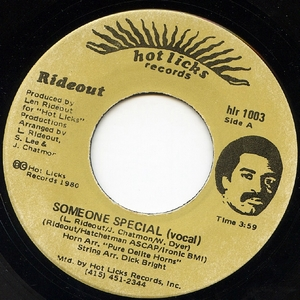 hot licks
records
Rideout
Produced by
Len Rideout
for "Hot Licks"
Productions
Arranged by
L. Rideout,
S. Lee &
J. Chatmon
hlr 1003
Side A
Hot Licks
Records 1980
Time 3:59
SOMEONE SPECIAL (vocal)
(L. Rideout/J. Chatmon/W. Dyer)
(Rideout/Hatchetman ASCAP/Ironic BMI)
Horn Arr. "Pure Delite Horns"
String Arr. Dick Bright
Mfd. by Hot Licks Records, Inc.
(415) 451-2344